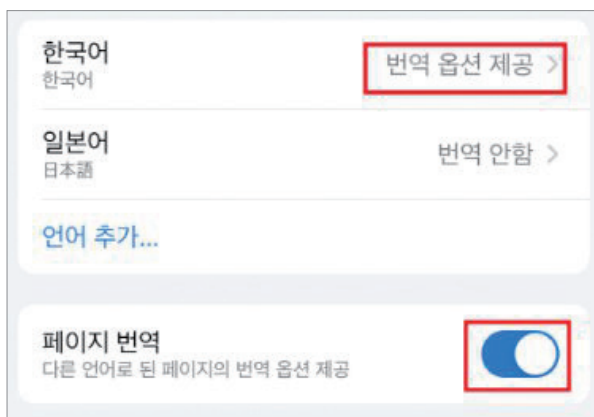 한국어
한국어
번역 옵션 제공 >
일본어
日本語
번역 안함 >
언어 추가...
페이지 번역
다른 언어로 된 페이지의 번역 옵션 제공